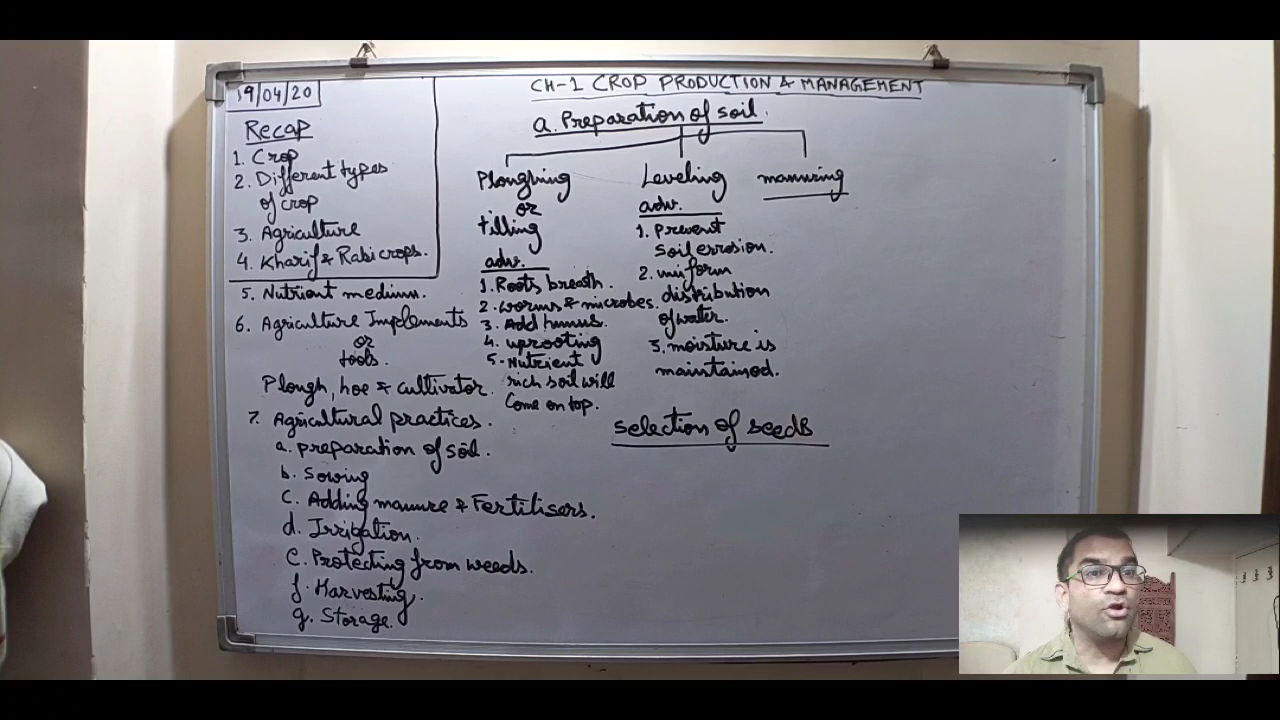 19/04/20
Recap
1. Crop
2. Different types
of crop
3. Agriculture
4. Kharif & Rabi crops.
5. Nutrient medium.
6. Agriculture Implements
or
tools.
Plough, hoe & cultivator.
7. Agricultural practices.
a. preparation of soil.
b. Sowing
C. Adding manure & Fertilisers.
d. Irrigation.
C. Protecting from weeds.
f. Harvesting.
g. Storage.
CH-1 CROP PRODUCTION & MANAGEMENT
a. Preparation of soil.
Ploughing
or
tilling
adv.
1. Roots breath.
2. worms & microbes.
3. Add humus.
4. uprooting
5. Nutrient
rich soil will
Come on top.
Leveling
adv.
1. Prevent
Soil errosion.
2. uniform
distribution
of water.
3. moisture is
maintained.
manuring
selection of seeds